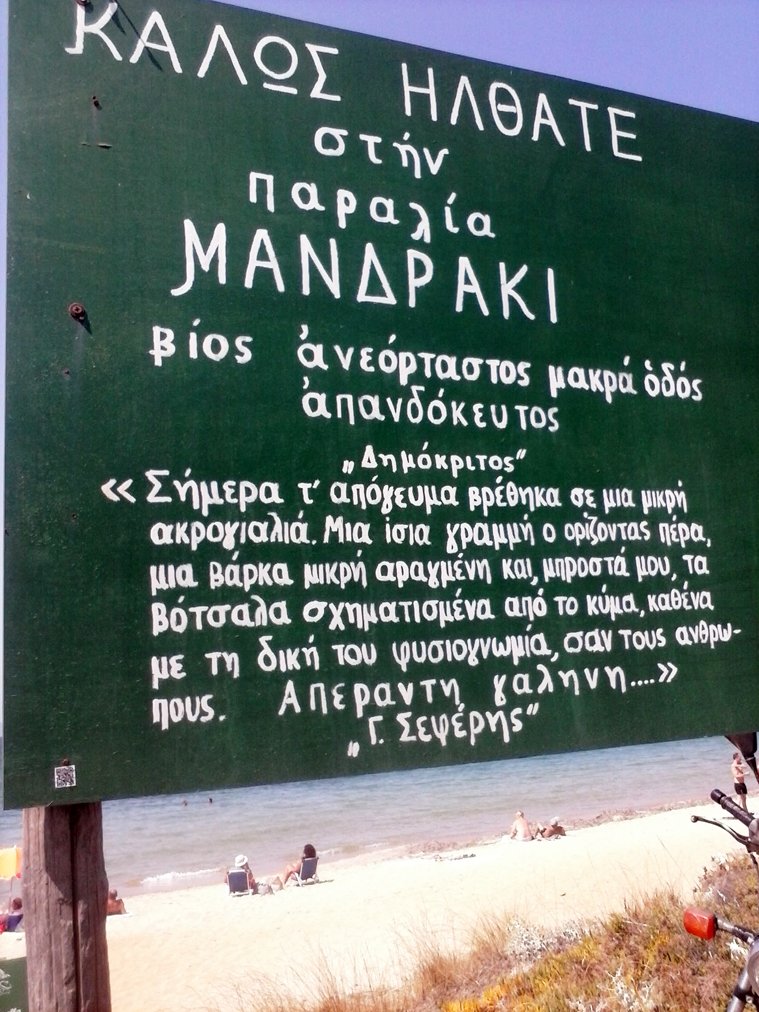 ΚΑΛΩΣ ΗΛΘΑΤΕ
στήν
παραλία
ΜΑΝΔΡΑΚΙ
βίος ἀνεόρταστος μακρά ὁδός
ἀπανδόκευτος
„Δημόκριτος"
«Σήμερα τ' απόγευμα βρέθηκα σε μια μικρή
ακρογιαλιά. Μια ίσια γραμμή ο ορίζοντας πέρα,
μια βάρκα μικρή αραγμένη και, μπροστά μου, τα
βότσαλα σχηματισμένα από το κύμα, καθένα
με τη δική του φυσιογνωμία, σαν τους ανθρω-
πους. Απεραντη γαληνη....»
„Γ. Σεφέρης"